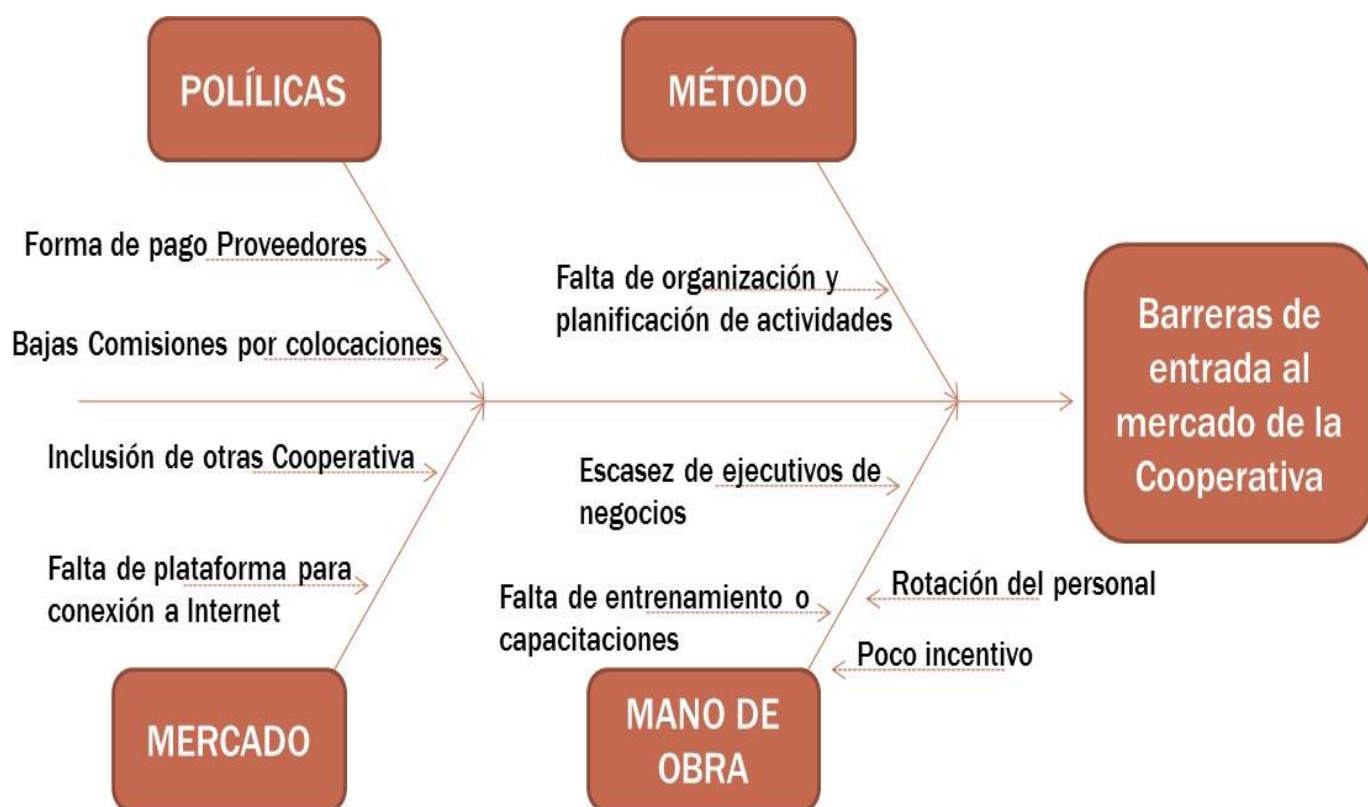 POLÍLICAS
MÉTODO
Forma de pago Proveedores
Bajas Comisiones por colocaciones
Falta de organización y
planificación de actividades
Barreras de
entrada al
mercado de la
Cooperativa
Inclusión de otras Cooperativa
Falta de plataforma para
conexión a Internet
Escasez de ejecutivos de
negocios
Falta de entrenamiento o
capacitaciones
Rotación del personal
Poco incentivo
MERCADO
MANO DE
OBRA